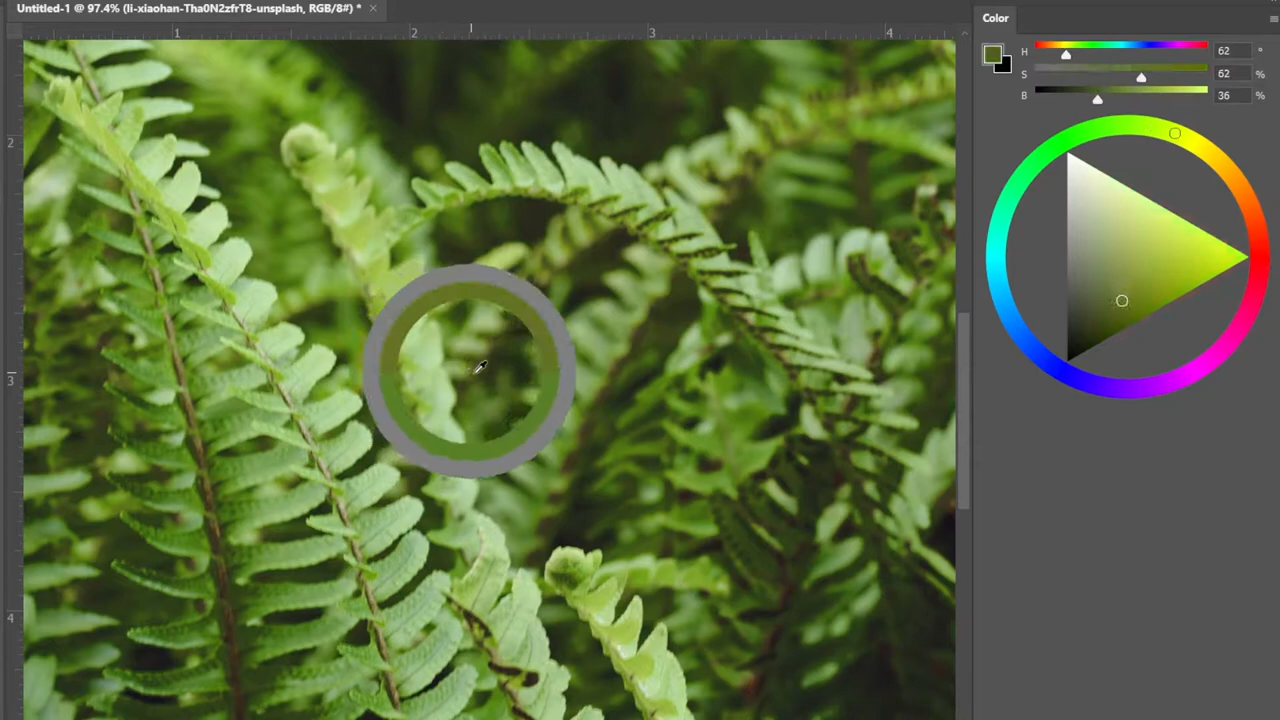 Untitled-1 @ 97.4% (li-xiaohan-Tha0N2zfrT8-unsplash, RGB/8#) * ×
Color
1 2 3 4
H 62 °
S 62 %
B 36 %
2
3
4